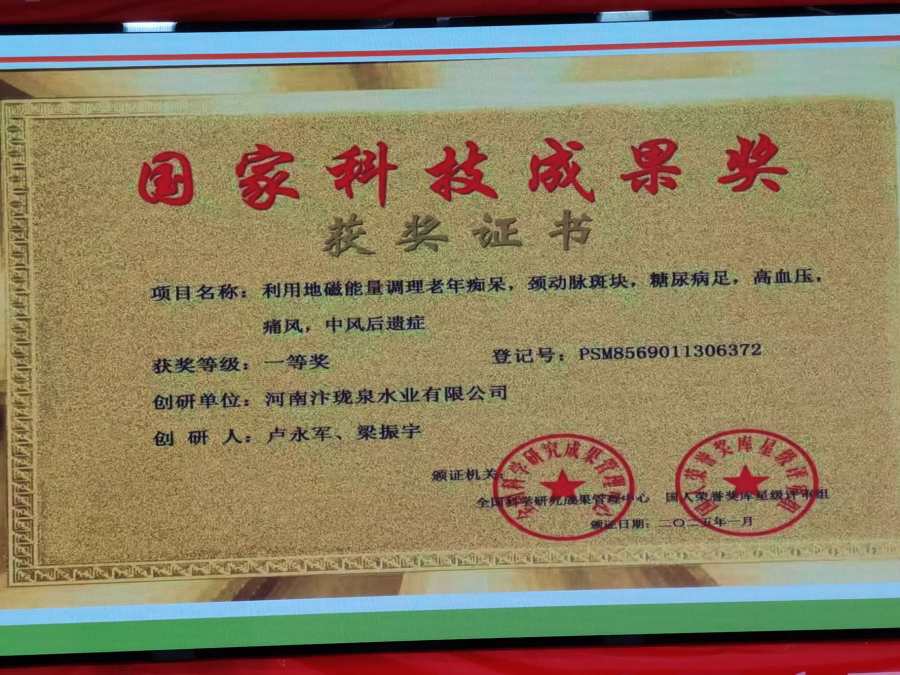 国家科技成果奖
获奖证书
项目名称：利用地磁能量调理老年痴呆，颈动脉斑块，糖尿病足，高血压，
痛风，中风后遗症
获奖等级：一等奖 登记号：PSM8569011306372
创研单位：河南汴珑泉水业有限公司
创 研 人：卢永军、梁振宇
颁证机关：
全国科学研究成果管理中心 国人荣誉奖库星级评审组
颁证日期：二〇二五年一月